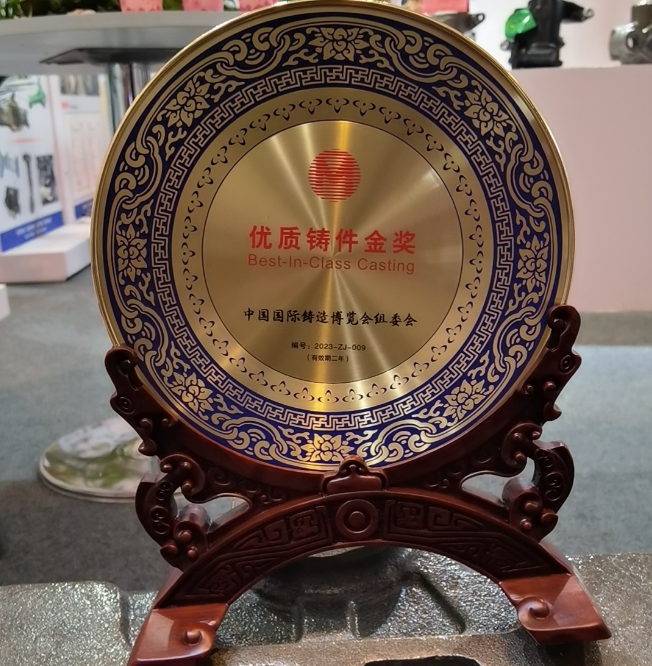 优质铸件金奖
Best-In-Class Casting
中国国际铸造博览会组委会
编号：2023-ZJ-009
（有效期二年）